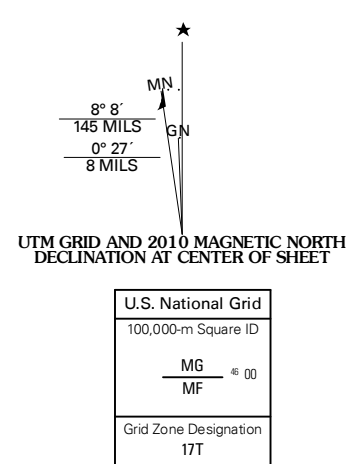 MN
8° 8´
145 MILS
GN
0° 27´
8 MILS
UTM GRID AND 2010 MAGNETIC NORTH
DECLINATION AT CENTER OF SHEET
U.S. National Grid
100,000-m Square ID
MG
46 00
MF
Grid Zone Designation
17T